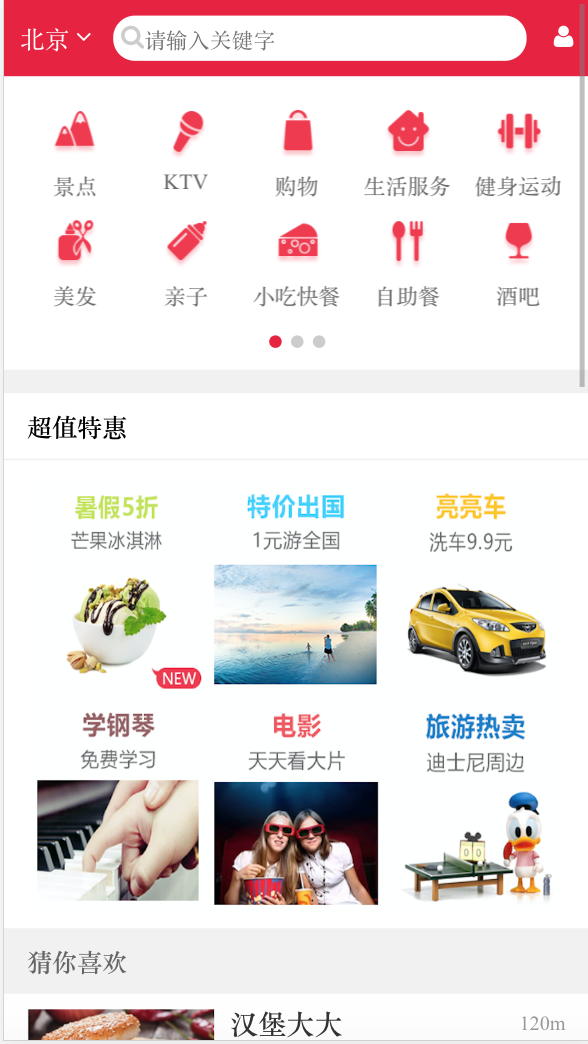 北京
请输入关键字
景点 KTV 购物 生活服务 健身运动
美发 亲子 小吃快餐 自助餐 酒吧
超值特惠
暑假5折 特价出国 亮亮车
芒果冰淇淋 1元游全国 洗车9.9元
NEW
学钢琴 电影 旅游热卖
免费学习 天天看大片 迪士尼周边
猜你喜欢
汉堡大大 120m